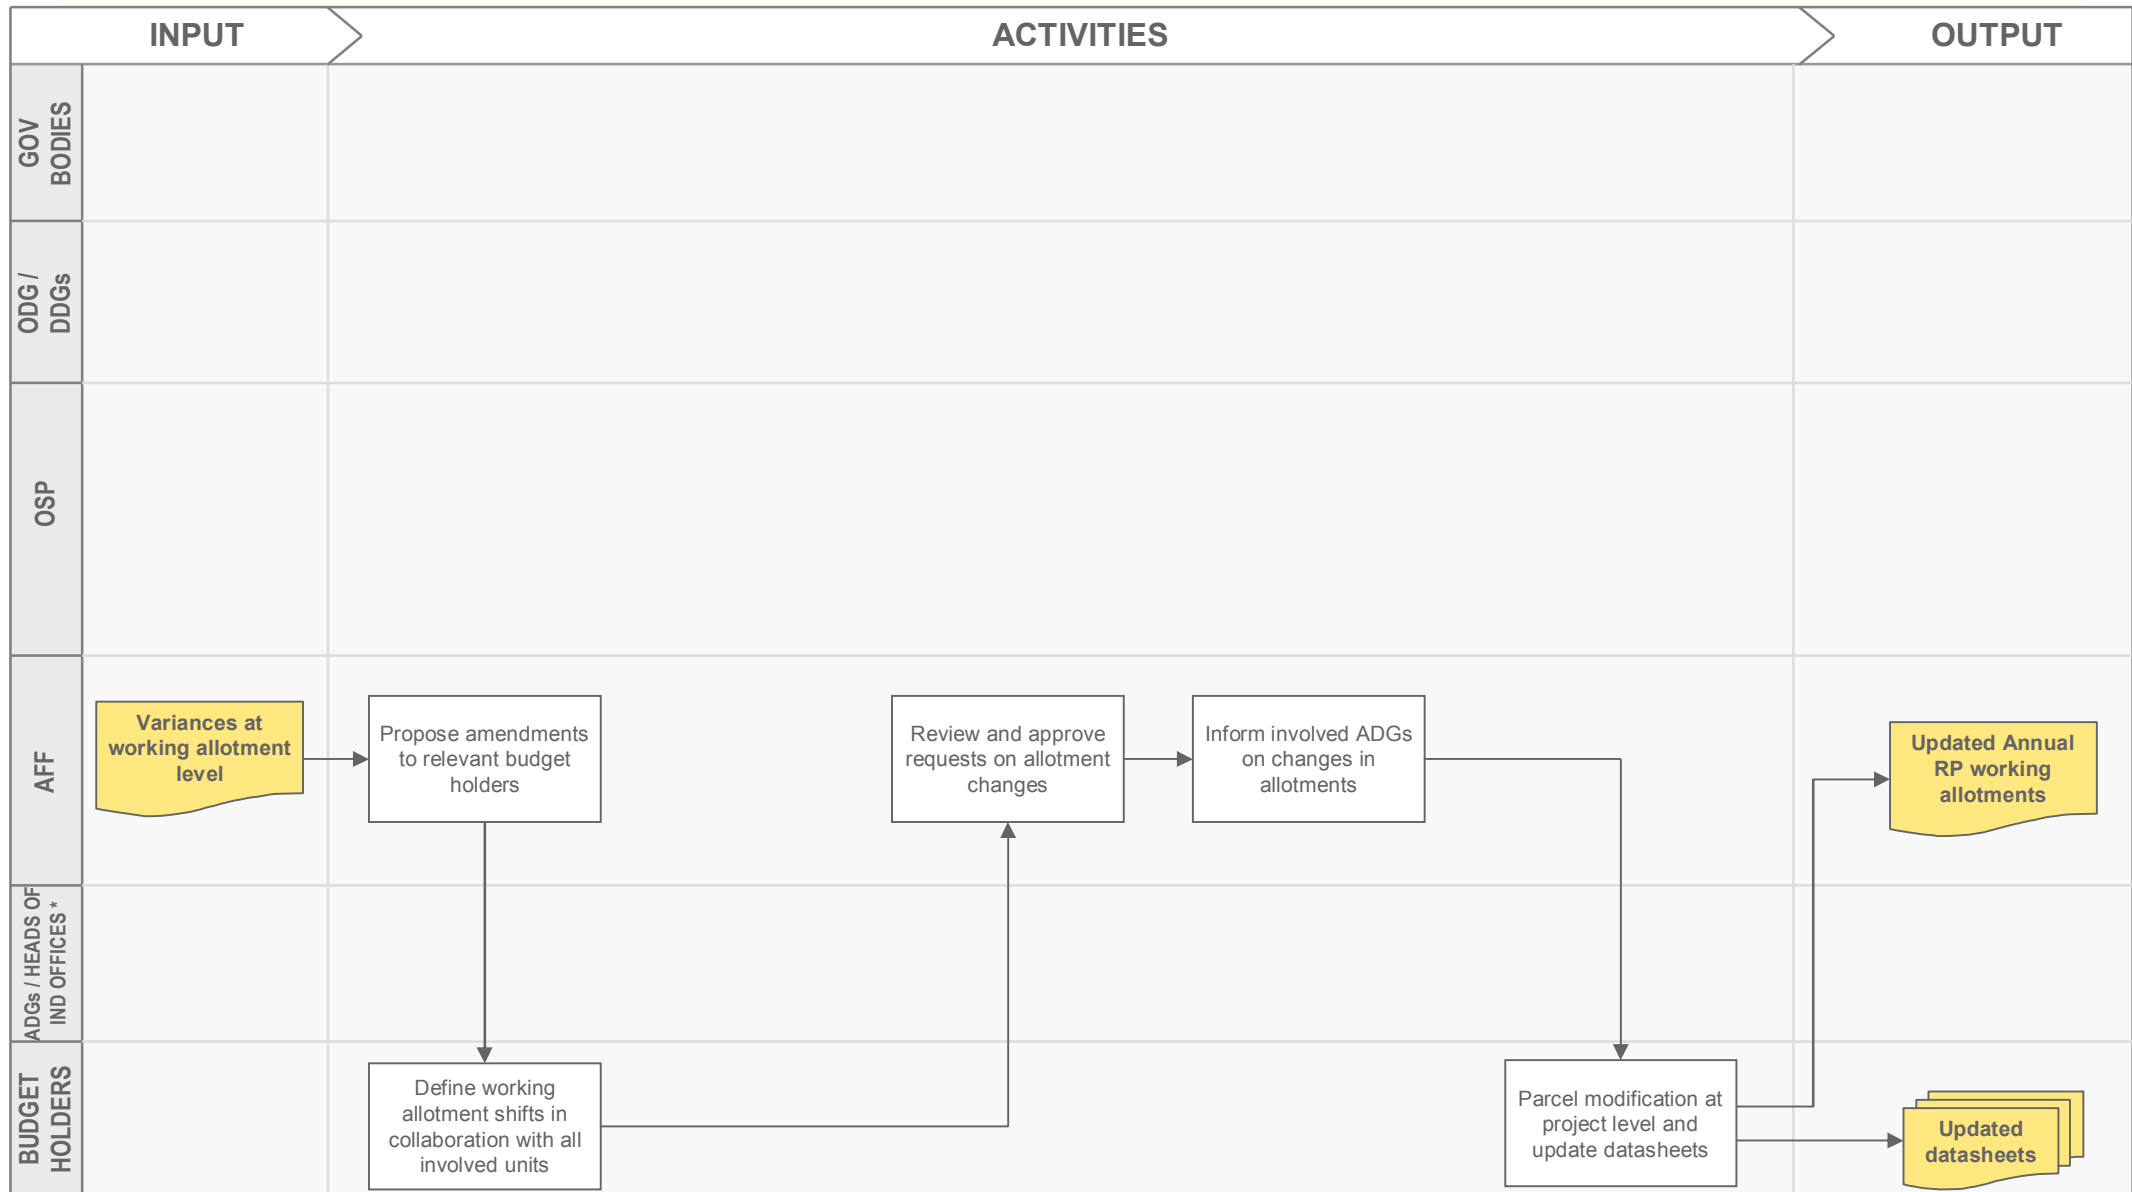 INPUT
ACTIVITIES
OUTPUT
GOV
BODIES
ODG /
DDGs
OSP
AFF
Variances at
working allotment
level
Propose amendments
to relevant budget
holders
Review and approve
requests on allotment
changes
Inform involved ADGs
on changes in
allotments
Updated Annual
RP working
allotments
ADGs / HEADS OF
IND OFFICES *
BUDGET
HOLDERS
Define working
allotment shifts in
collaboration with all
involved units
Parcel modification at
project level and
update datasheets
Updated
datasheets